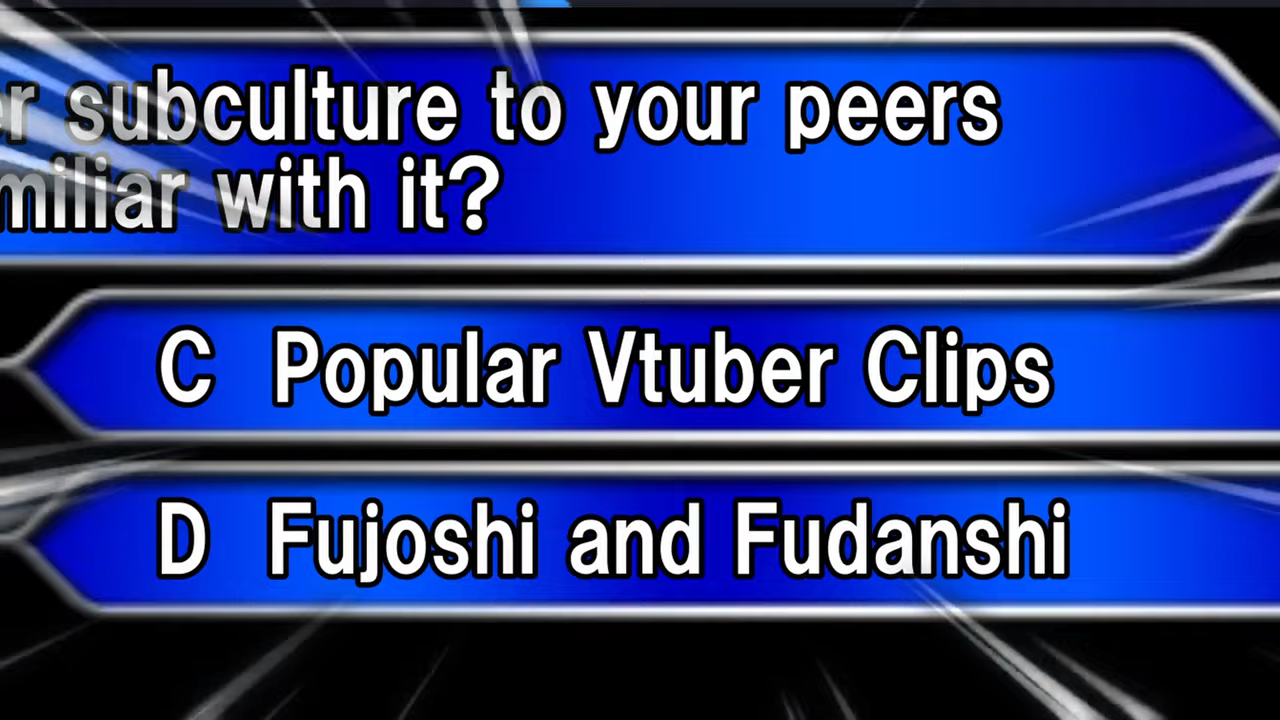 subculture to your peers
with it?
C Popular Vtuber Clips
D Fujoshi and Fudanshi